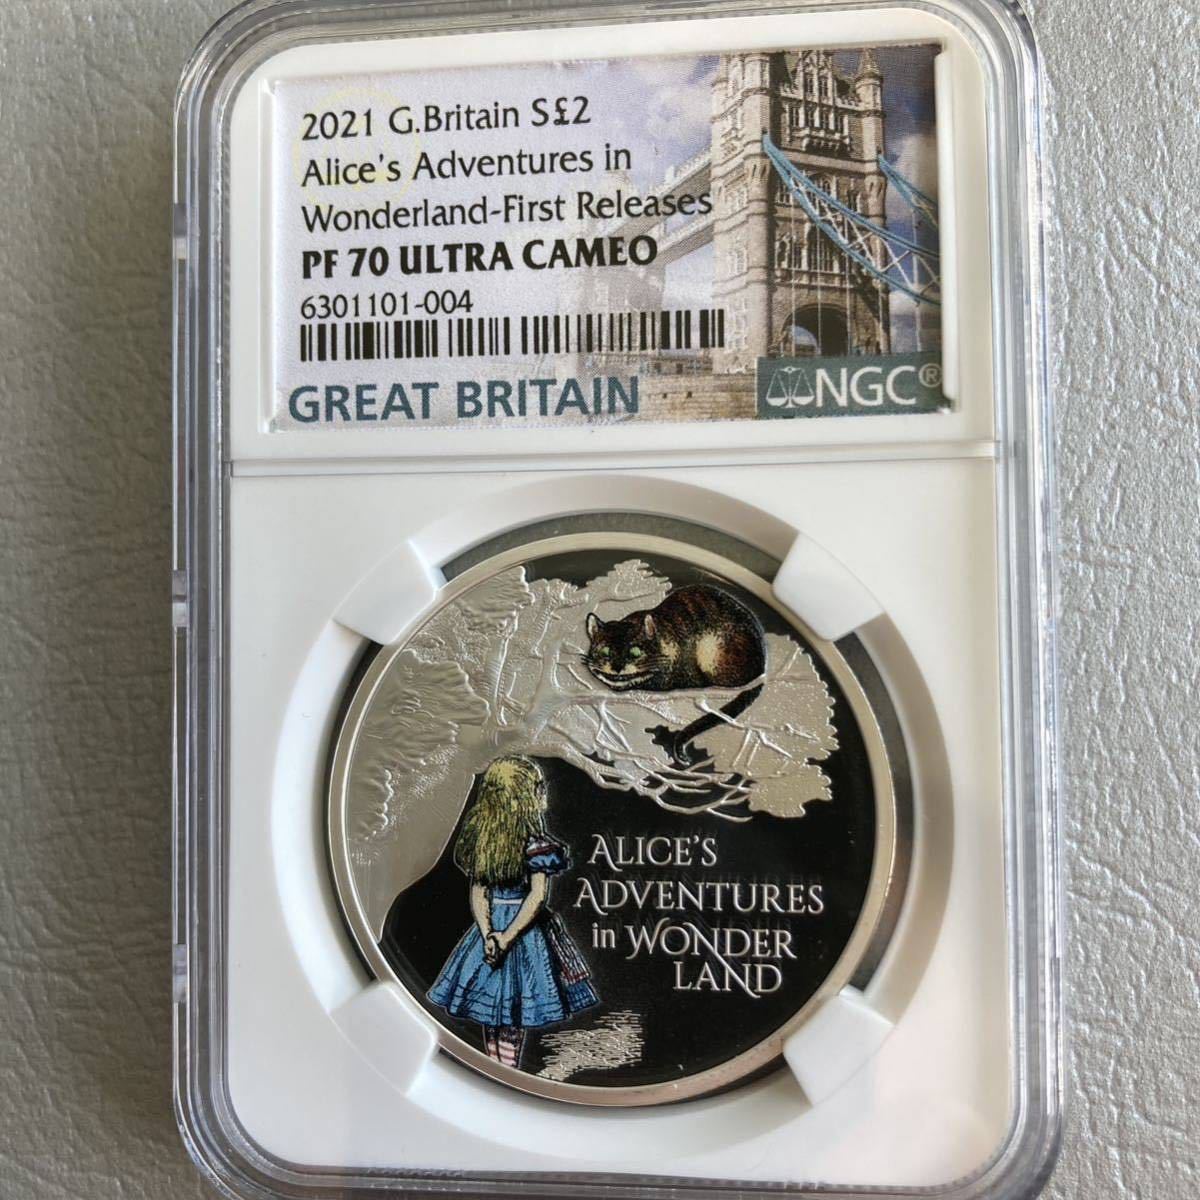 2021 G.Britain S£2
Alice's Adventures in
Wonderland-First Releases
PF 70 ULTRA CAMEO
6301101-004
GREAT BRITAIN
NGC®
ALICE'S
ADVENTURES
in WONDER
LAND